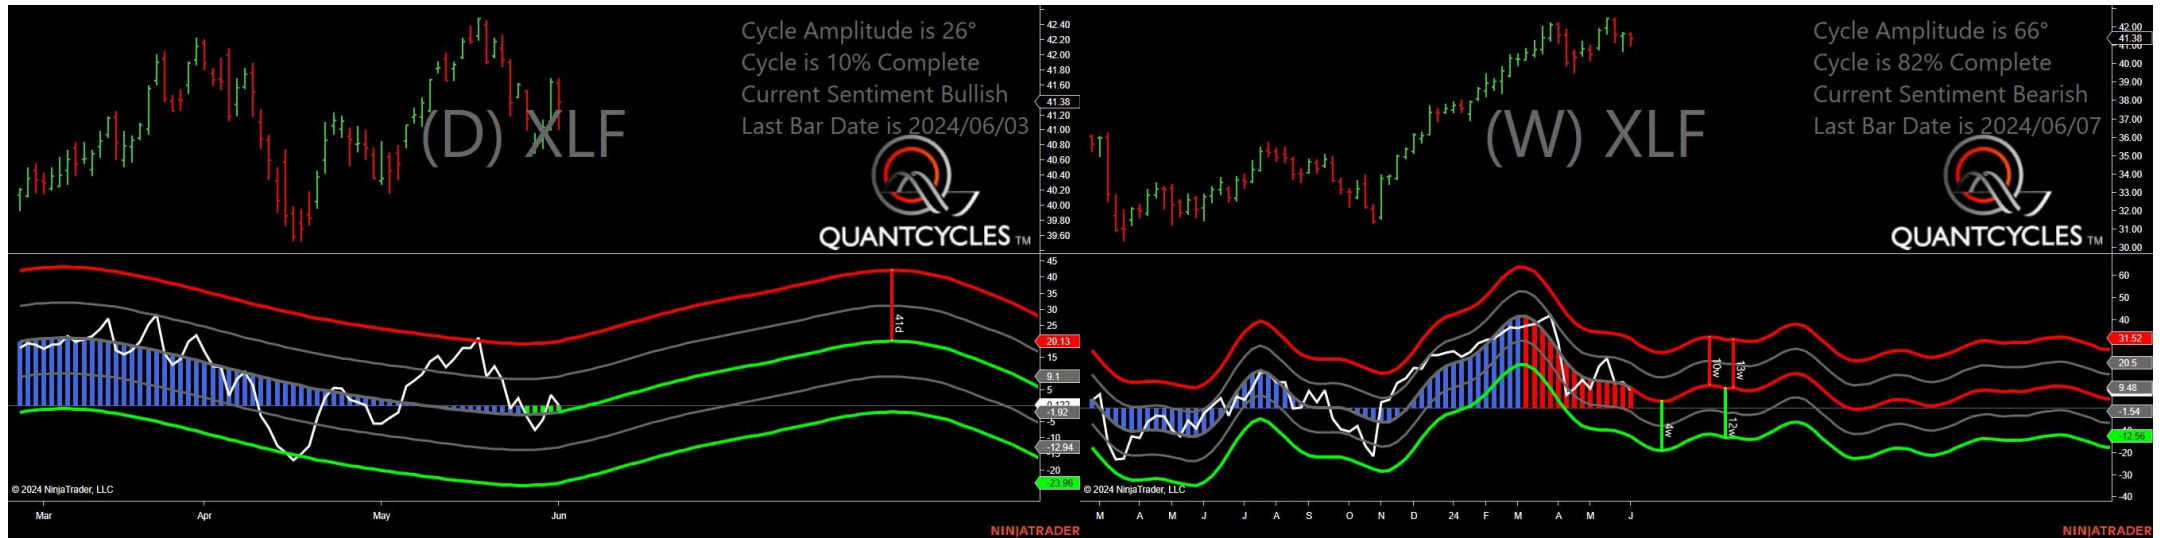 Cycle Amplitude is 26°
Cycle is 10% Complete
Current Sentiment Bullish
Last Bar Date is 2024/06/03
(D) XLF
QUANTCYCLES TM
42.40
42.20
42.00
41.80
41.60
41.38
41.20
41.00
40.80
40.60
40.40
40.20
40.00
39.80
39.60
45
40
35
30
25
20.13
15
9.1
5
-1.92
-5
-10
-12.94
-20
-23.96
41d
© 2024 NinjaTrader, LLC
Mar Apr May Jun
NINJATRADER
Cycle Amplitude is 66°
Cycle is 82% Complete
Current Sentiment Bearish
Last Bar Date is 2024/06/07
(W) XLF
QUANTCYCLES TM
42.00
41.38
41.00
40.00
39.00
38.00
37.00
36.00
35.00
34.00
33.00
32.00
31.00
30.00
60
50
40
31.52
20.5
9.48
-1.54
-12.56
-20
-30
-40
10w
13w
4w
12w
© 2024 NinjaTrader, LLC
M A M J J A S O N D 24 F M A M J
NINJATRADER